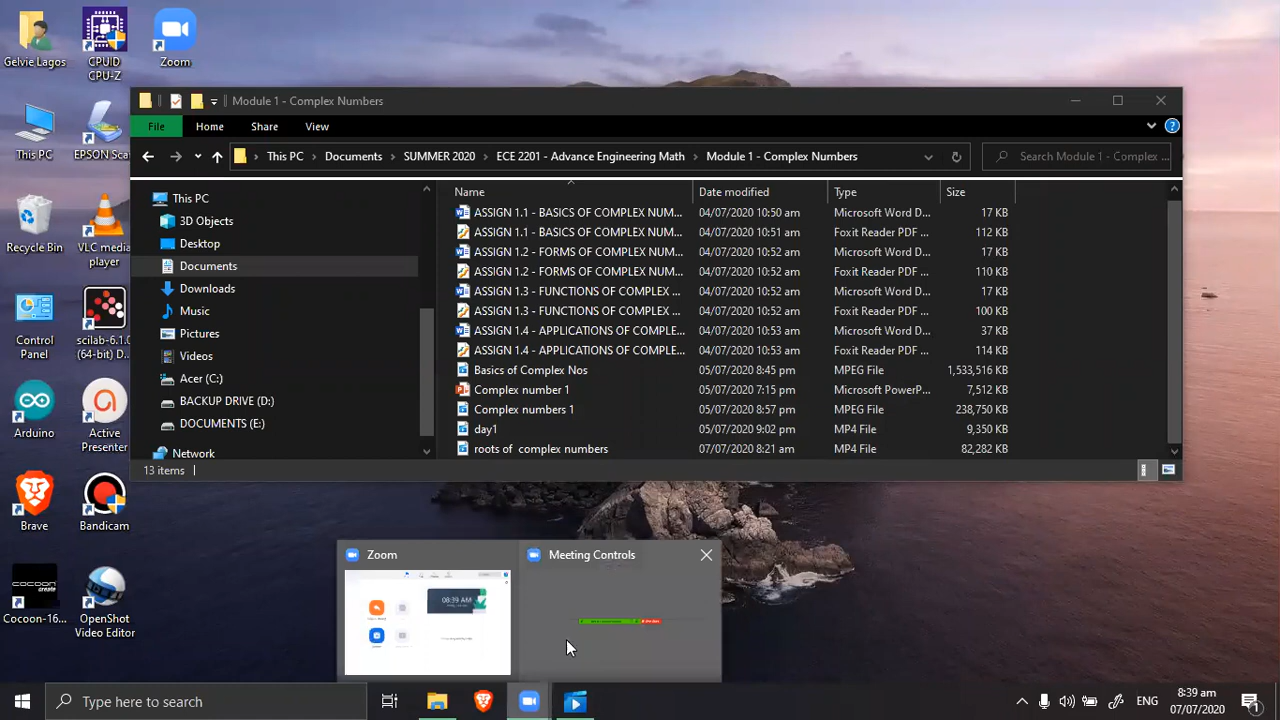 Gelvie Lagos
CPUID
CPU-Z
Zoom
This PC
EPSON Sca
Recycle Bin
VLC media
player
Control
Panel
scilab-6.1.0
(64-bit) D...
Arduino
Active
Presenter
Brave
Bandicam
Cocoon-16...
OpenShot
Video Editor
Module 1 - Complex Numbers
File Home Share View
This PC Documents SUMMER 2020 ECE 2201 - Advance Engineering Math Module 1 - Complex Numbers
Search Module 1 - Complex ...
This PC
3D Objects
Desktop
Documents
Downloads
Music
Pictures
Videos
Acer (C:)
BACKUP DRIVE (D:)
DOCUMENTS (E:)
Network
Name Date modified Type Size
ASSIGN 1.1 - BASICS OF COMPLEX NUM... 04/07/2020 10:50 am Microsoft Word D... 17 KB
ASSIGN 1.1 - BASICS OF COMPLEX NUM... 04/07/2020 10:51 am Foxit Reader PDF ... 112 KB
ASSIGN 1.2 - FORMS OF COMPLEX NUM... 04/07/2020 10:52 am Microsoft Word D... 17 KB
ASSIGN 1.2 - FORMS OF COMPLEX NUM... 04/07/2020 10:52 am Foxit Reader PDF ... 110 KB
ASSIGN 1.3 - FUNCTIONS OF COMPLEX ... 04/07/2020 10:52 am Microsoft Word D... 17 KB
ASSIGN 1.3 - FUNCTIONS OF COMPLEX ... 04/07/2020 10:52 am Foxit Reader PDF ... 100 KB
ASSIGN 1.4 - APPLICATIONS OF COMPLE... 04/07/2020 10:53 am Microsoft Word D... 37 KB
ASSIGN 1.4 - APPLICATIONS OF COMPLE... 04/07/2020 10:53 am Foxit Reader PDF ... 114 KB
Basics of Complex Nos 05/07/2020 8:45 pm MPEG File 1,533,516 KB
Complex number 1 05/07/2020 7:15 pm Microsoft PowerP... 7,512 KB
Complex numbers 1 05/07/2020 8:57 pm MPEG File 238,750 KB
day1 05/07/2020 9:02 pm MP4 File 9,350 KB
roots of complex numbers 07/07/2020 8:21 am MP4 File 82,282 KB
13 items
Zoom
Meeting Controls
08:39 AM
Type here to search
ENG
8:39 am
07/07/2020
1